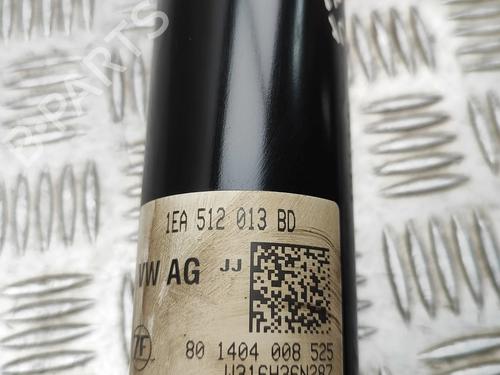 B-PARTS
1EA 512 013 BD
VW AG JJ
ZF
80 1404 008 525